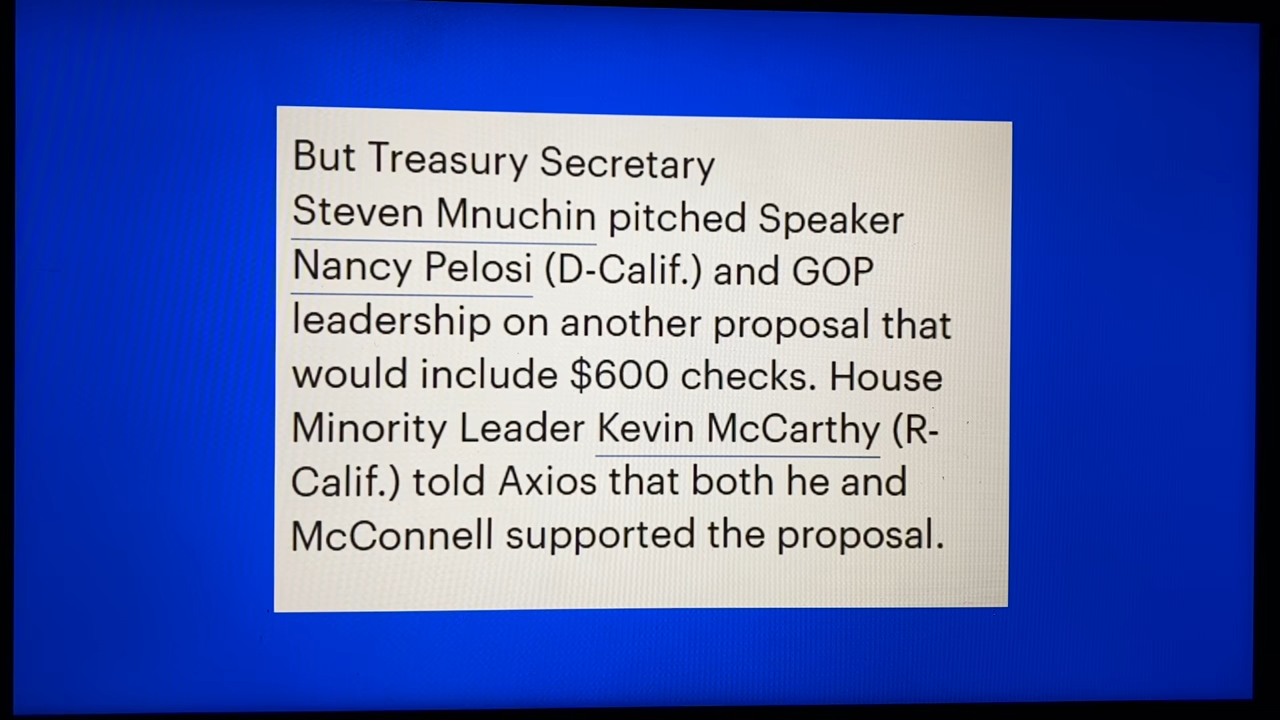 But Treasury Secretary
Steven Mnuchin pitched Speaker
Nancy Pelosi (D-Calif.) and GOP
leadership on another proposal that
would include $600 checks. House
Minority Leader Kevin McCarthy (R-
Calif.) told Axios that both he and
McConnell supported the proposal.